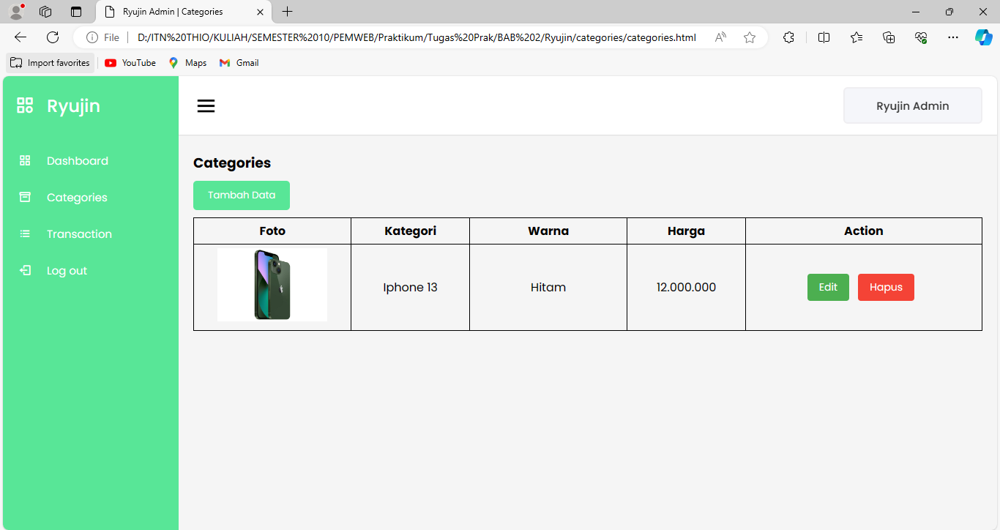 Ryujin Admin | Categories
File
D:/ITN%20THIO/KULIAH/SEMESTER%2010/PEMWEB/Praktikum/Tugas%20Prak/BAB%202/Ryujin/categories/categories.html
Import favorites
YouTube
Maps
Gmail
Ryujin
Ryujin Admin
Dashboard
Categories
Transaction
Log out
Categories
Tambah Data
Foto Kategori Warna Harga Action
Iphone 13 Hitam 12.000.000 Edit Hapus